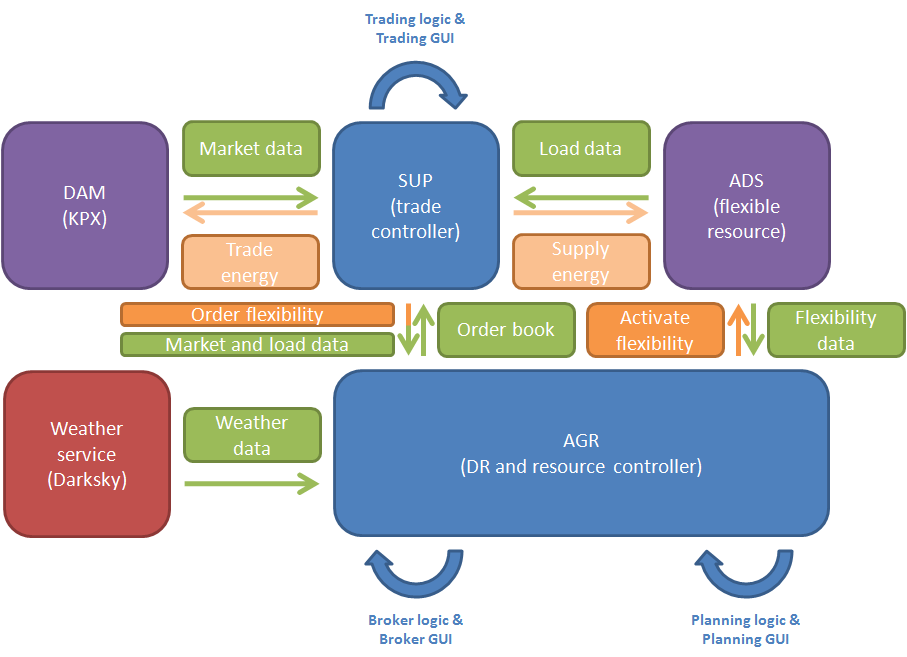 Trading logic &
Trading GUI
DAM
(KPX)
Market data
Trade
energy
SUP
(trade
controller)
Load data
Supply
energy
ADS
(flexible
resource)
Order flexibility
Market and load data
Order book
Activate
flexibility
Flexibility
data
Weather
service
(Darksky)
Weather
data
AGR
(DR and resource controller)
Broker logic &
Broker GUI
Planning logic &
Planning GUI